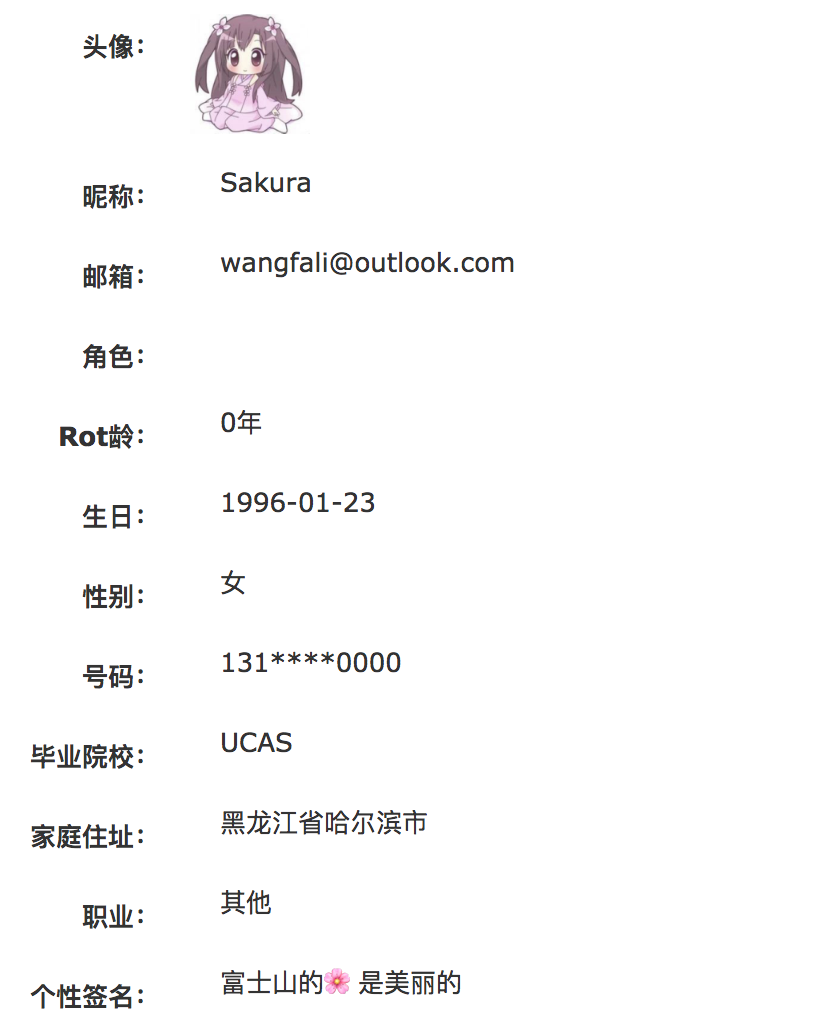 头像：
昵称： Sakura
邮箱： wangfali@outlook.com
角色：
Rot龄： 0年
生日： 1996-01-23
性别： 女
号码： 131****0000
毕业院校： UCAS
家庭住址： 黑龙江省哈尔滨市
职业： 其他
个性签名： 富士山的🌸 是美丽的